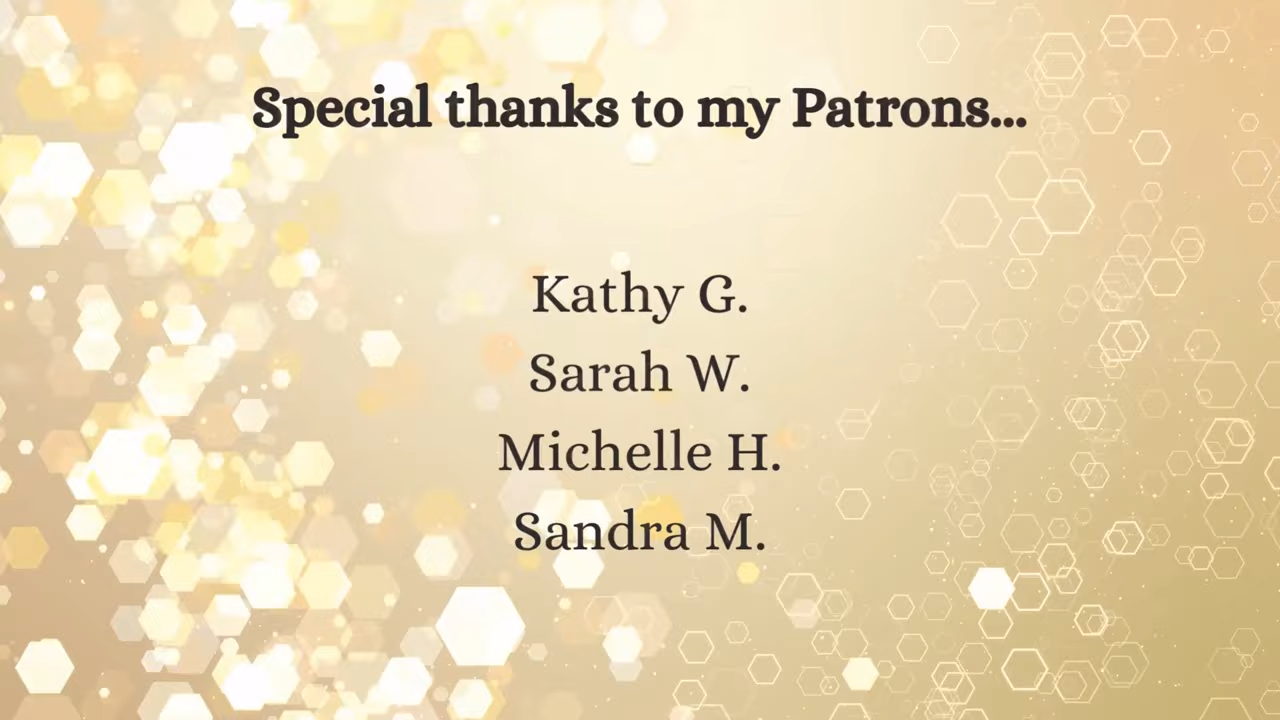 Special thanks to my Patrons...
Kathy G.
Sarah W.
Michelle H.
Sandra M.